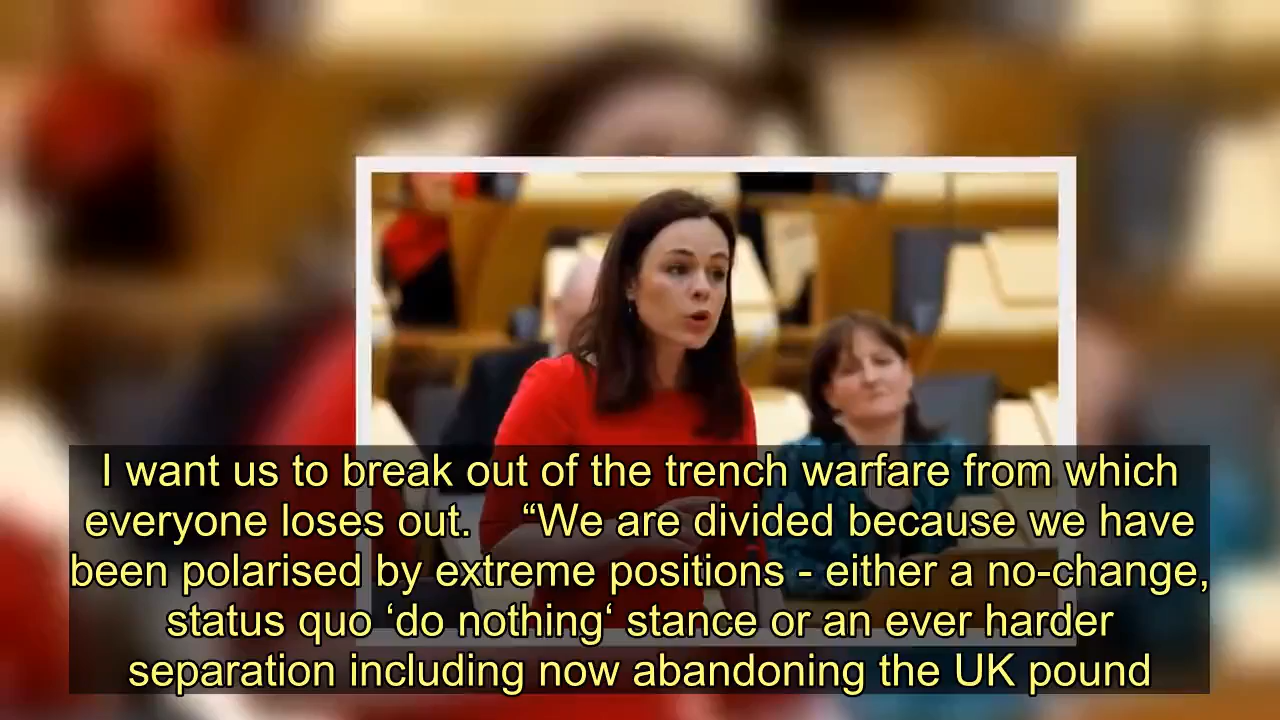 I want us to break out of the trench warfare from which
everyone loses out. “We are divided because we have
been polarised by extreme positions - either a no-change,
status quo ‘do nothing‘ stance or an ever harder
separation including now abandoning the UK pound